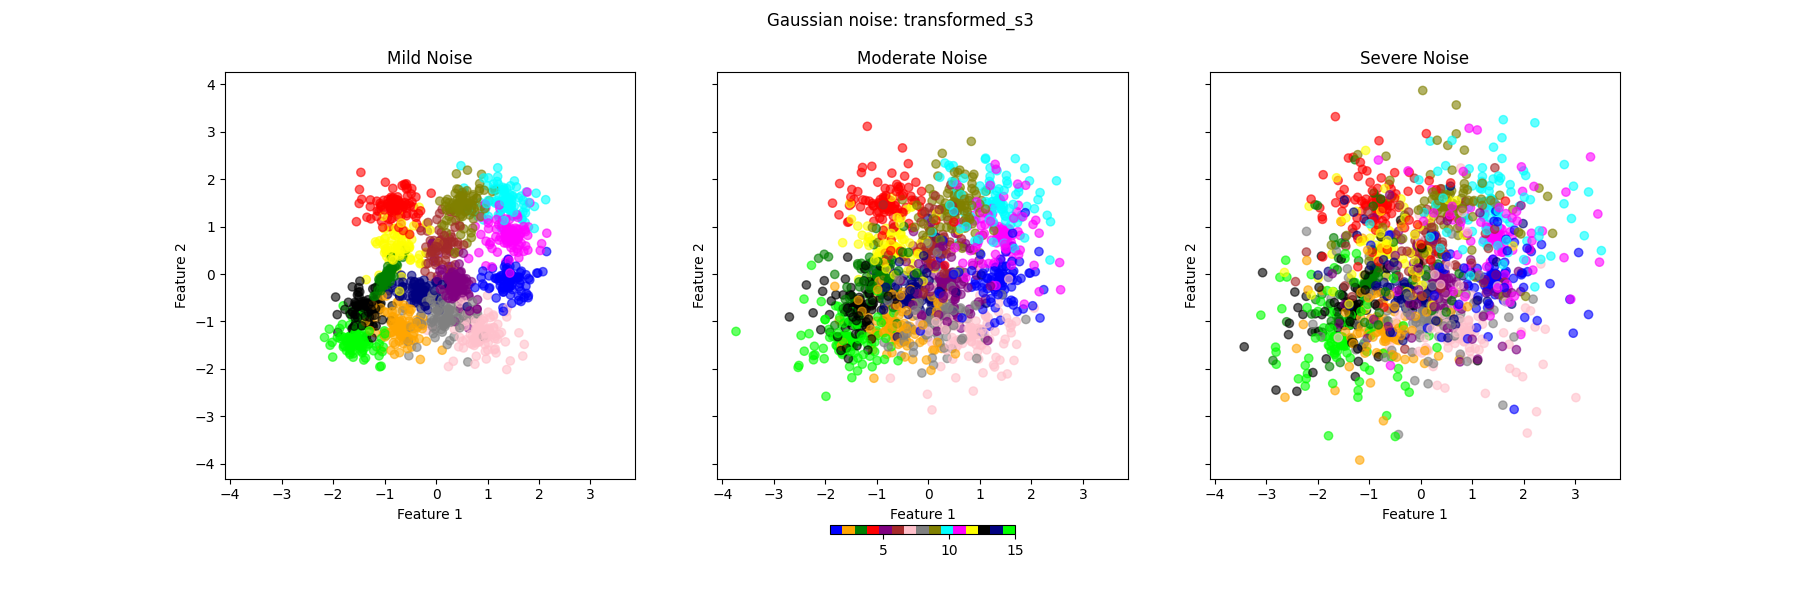 Gaussian noise: transformed_s3
Mild Noise
Moderate Noise
Severe Noise
Feature 2
4
3
2
1
0
−1
−2
−3
−4
−4 −3 −2 −1 0 1 2 3
Feature 1
Feature 2
−4 −3 −2 −1 0 1 2 3
Feature 1
Feature 2
−4 −3 −2 −1 0 1 2 3
Feature 1
5 10 15